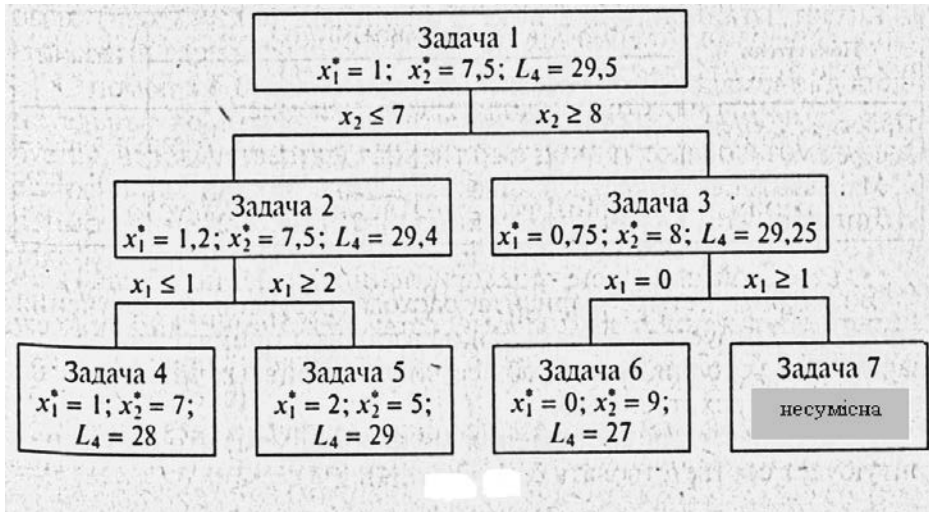 Задача 1
x₁* = 1; x₂* = 7,5; L₄ = 29,5
x₂ ≤ 7
x₂ ≥ 8
Задача 2
x₁* = 1,2; x₂* = 7,5; L₄ = 29,4
Задача 3
x₁* = 0,75; x₂* = 8; L₄ = 29,25
x₁ ≤ 1
x₁ ≥ 2
x₁ = 0
x₁ ≥ 1
Задача 4
x₁* = 1; x₂* = 7;
L₄ = 28
Задача 5
x₁* = 2; x₂* = 5;
L₄ = 29
Задача 6
x₁* = 0; x₂* = 9;
L₄ = 27
Задача 7
несумісна